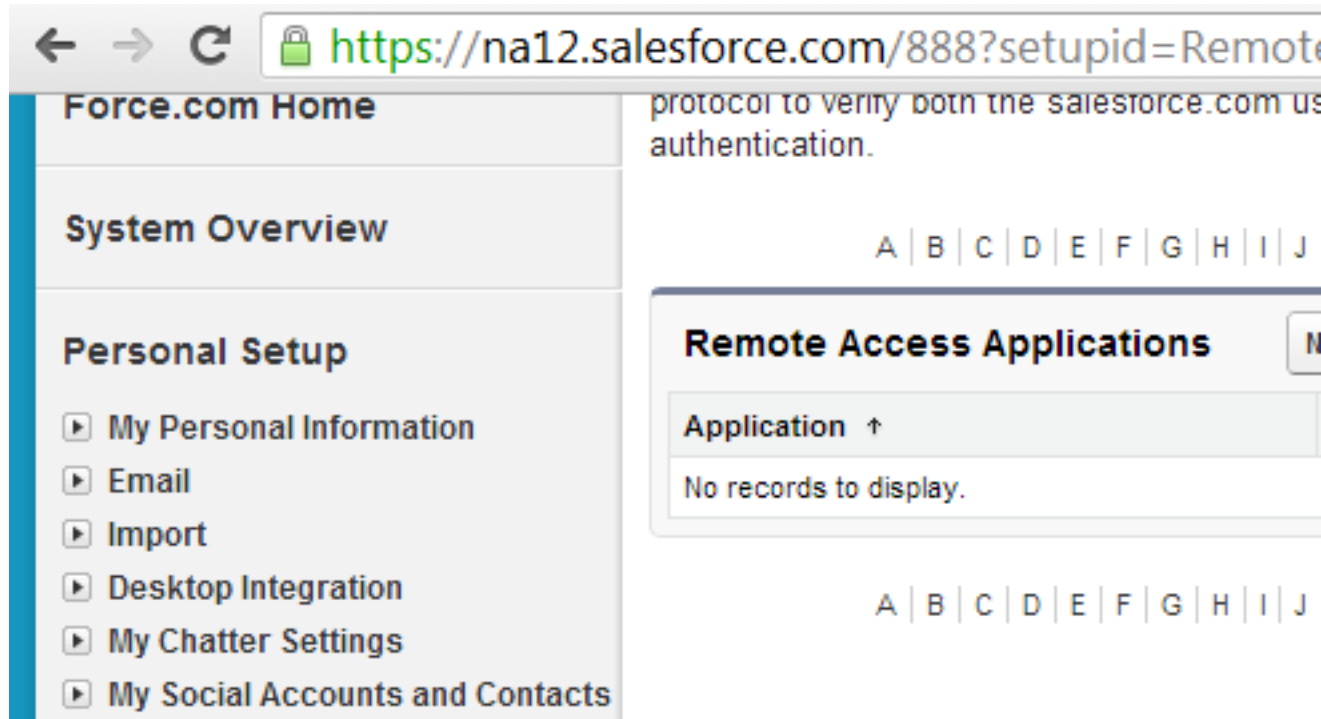 https://na12.salesforce.com/888?setupid=Remote
Force.com Home
System Overview
Personal Setup
My Personal Information
Email
Import
Desktop Integration
My Chatter Settings
My Social Accounts and Contacts
protocol to verify both the salesforce.com us
authentication.
A | B | C | D | E | F | G | H | I | J
Remote Access Applications N
Application ↑
No records to display.
A | B | C | D | E | F | G | H | I | J